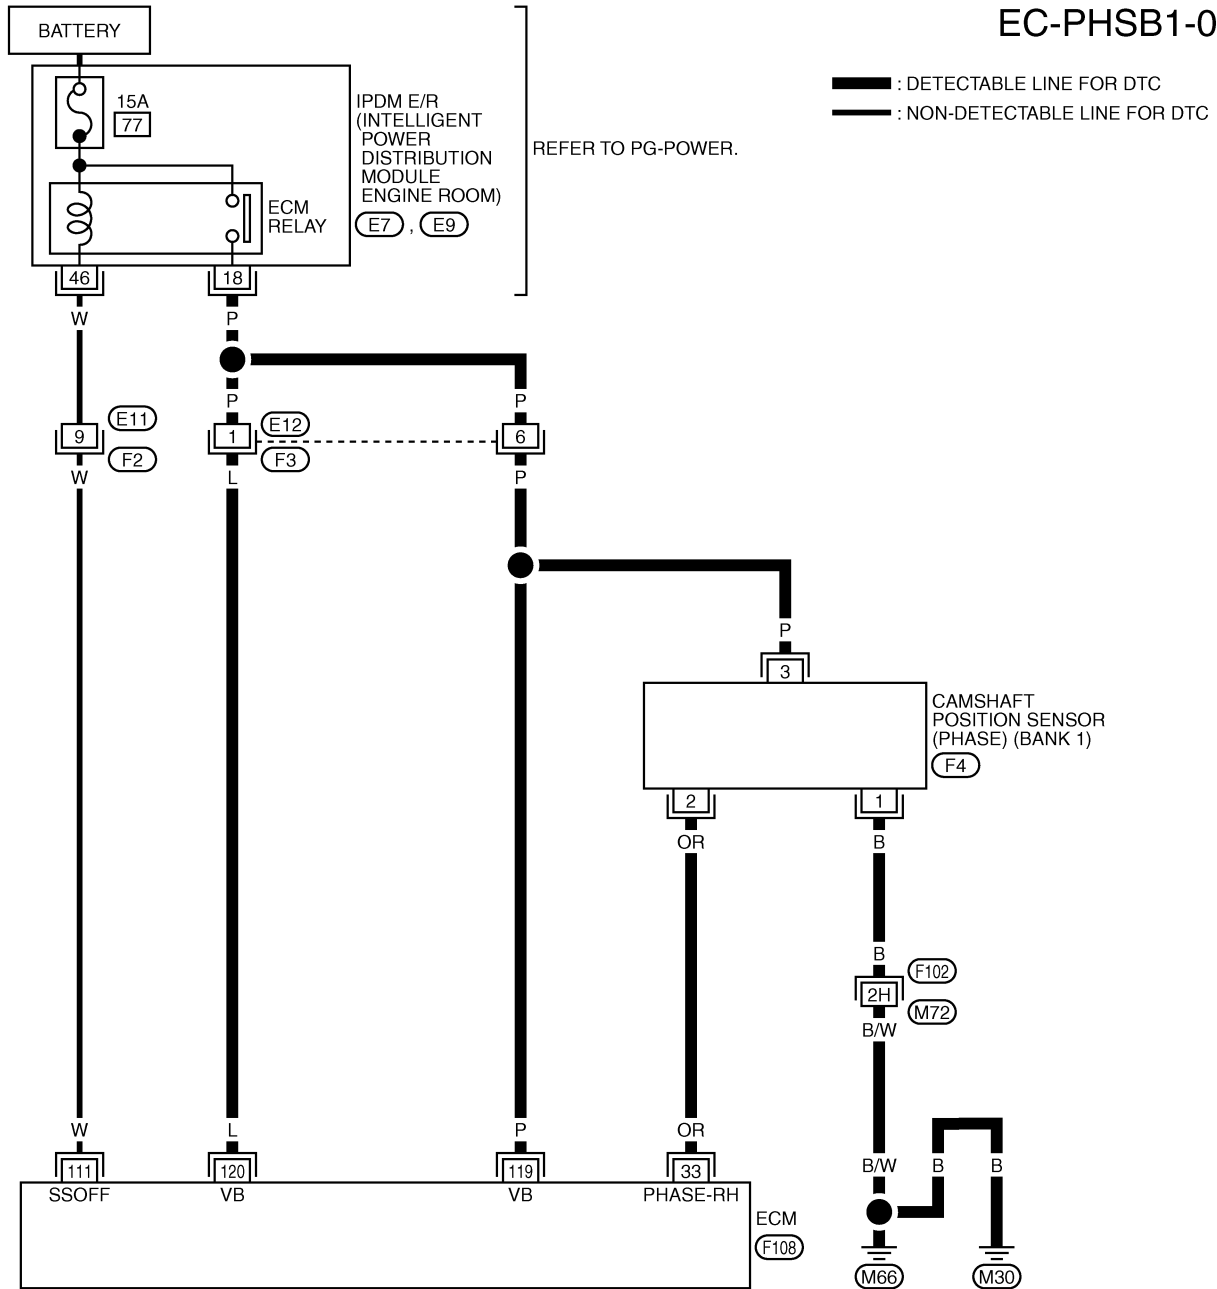 EC-PHSB1-0
BATTERY
: DETECTABLE LINE FOR DTC
: NON-DETECTABLE LINE FOR DTC
15A
77
IPDM E/R
(INTELLIGENT
POWER
DISTRIBUTION
MODULE
ENGINE ROOM)
E7 , E9
REFER TO PG-POWER.
ECM
RELAY
46
18
W
P
P
P
E11
9
F2
E12
1
F3
6
W
L
P
P
3
CAMSHAFT
POSITION SENSOR
(PHASE) (BANK 1)
F4
2
1
OR
B
B
F102
2H
M72
B/W
W
L
P
OR
B/W
B
B
111
120
119
33
SSOFF
VB
VB
PHASE-RH
ECM
F108
M66
M30